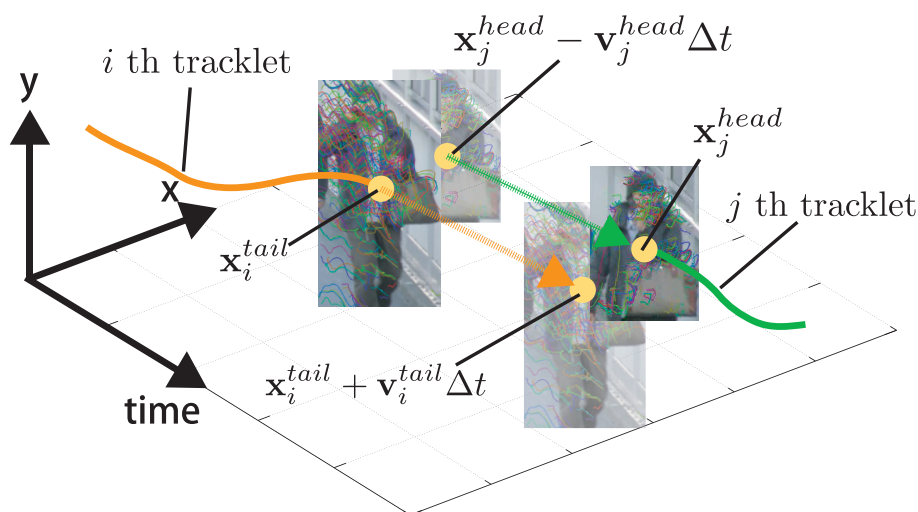 x_j^{head} − v_j^{head}Δt
i th tracklet
y
x_j^{head}
x
j th tracklet
x_i^{tail}
x_i^{tail} + v_i^{tail}Δt
time